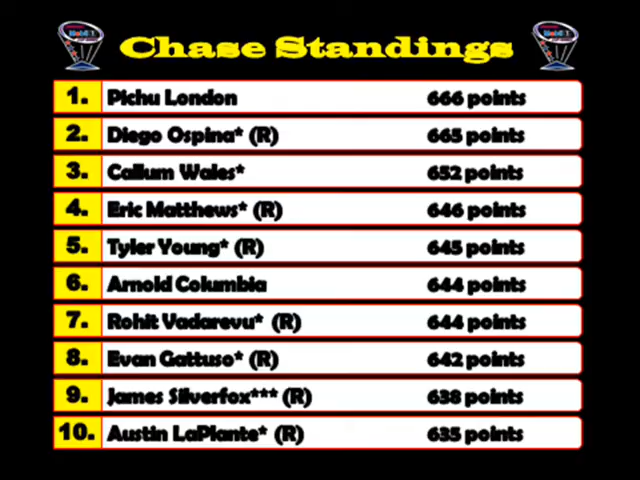 Chase Standings
1. Pichu London 666 points
2. Diego Ospina* (R) 665 points
3. Callum Wales* 652 points
4. Eric Matthews* (R) 646 points
5. Tyler Young* (R) 645 points
6. Arnold Columbia 644 points
7. Rohit Vadarevu* (R) 644 points
8. Evan Gattuso* (R) 642 points
9. James Silverfox*** (R) 638 points
10. Austin LaPlante* (R) 635 points